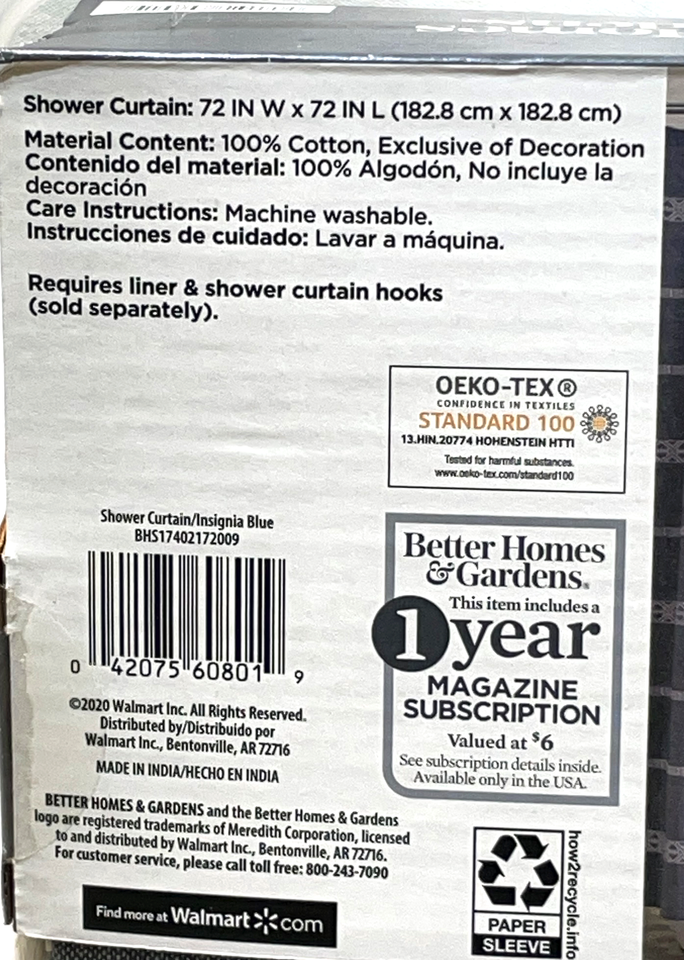 Shower Curtain: 72 IN W x 72 IN L (182.8 cm x 182.8 cm)
Material Content: 100% Cotton, Exclusive of Decoration
Contenido del material: 100% Algodón, No incluye la
decoración
Care Instructions: Machine washable.
Instrucciones de cuidado: Lavar a máquina.
Requires liner & shower curtain hooks
(sold separately).
OEKO-TEX®
CONFIDENCE IN TEXTILES
STANDARD 100
13.HIN.20774 HOHENSTEIN HTTI
Tested for harmful substances.
www.oeko-tex.com/standard100
Shower Curtain/Insignia Blue
BHS17402172009
0 42075 60801 9
©2020 Walmart Inc. All Rights Reserved.
Distributed by/Distribuido por
Walmart Inc., Bentonville, AR 72716
MADE IN INDIA/HECHO EN INDIA
Better Homes
& Gardens.
This item includes a
1 year
MAGAZINE
SUBSCRIPTION
Valued at $6
See subscription details inside.
Available only in the USA.
BETTER HOMES & GARDENS and the Better Homes & Gardens
logo are registered trademarks of Meredith Corporation, licensed
to and distributed by Walmart Inc., Bentonville, AR 72716.
For customer service, please call toll free: 800-243-7090
Find more at Walmart.com
PAPER
SLEEVE
how2recycle.info